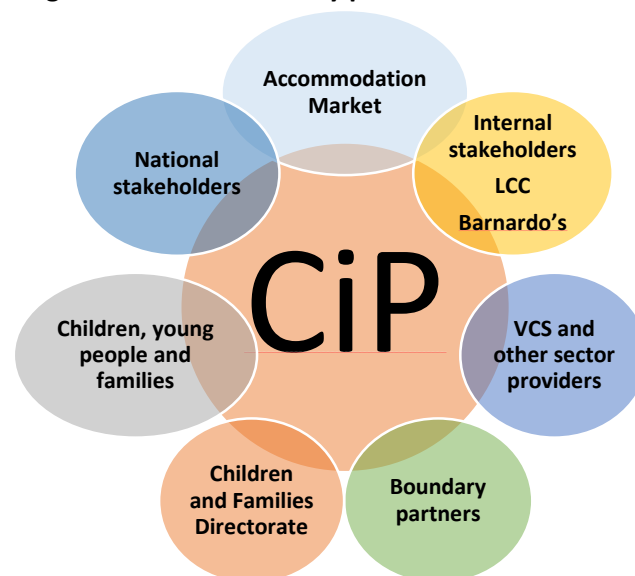 Accommodation
Market
National
stakeholders
Internal
stakeholders
LCC
Barnardo's
CiP
Children, young
people and
families
VCS and
other sector
providers
Children
and Families
Directorate
Boundary
partners